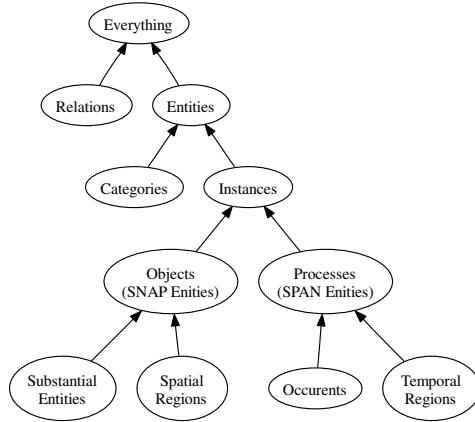 Everything
Relations
Entities
Categories
Instances
Objects
(SNAP Entities)
Processes
(SPAN Entities)
Substantial
Entities
Spatial
Regions
Occurents
Temporal
Regions